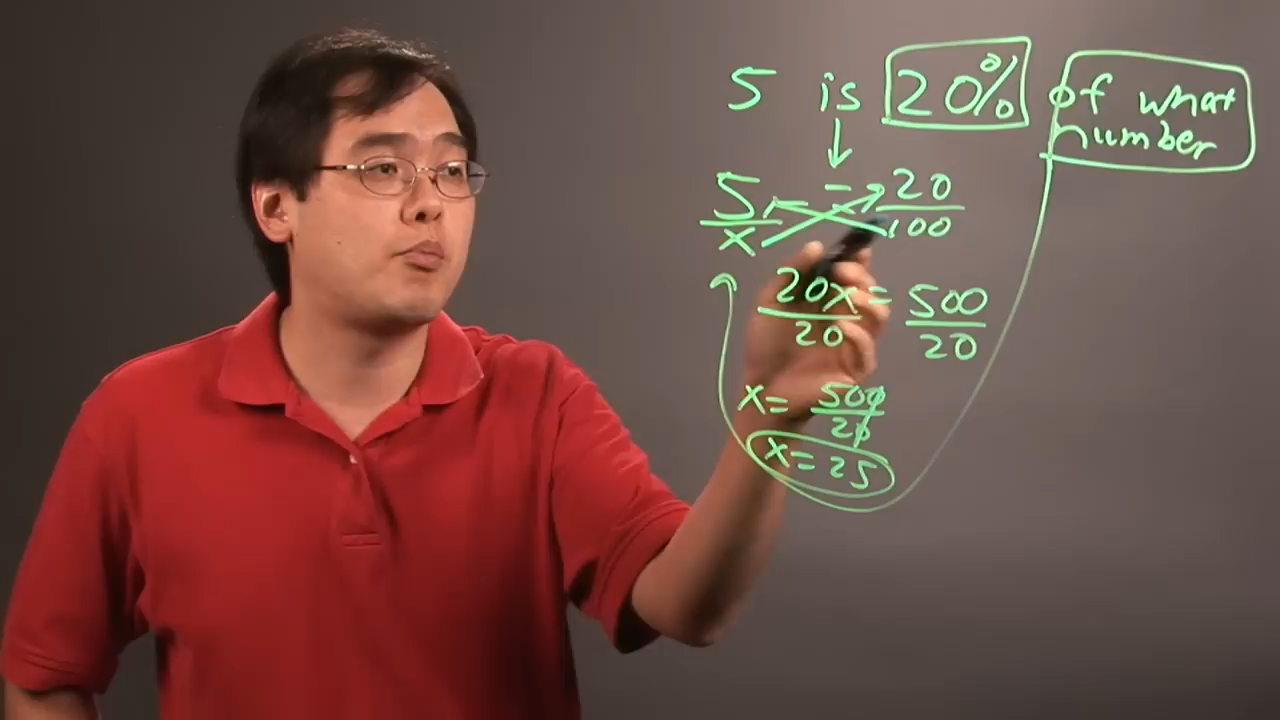 5 is 20% of what
number
5 = 20
x 100
20x = 500
20 20
x = 500
20
x = 25